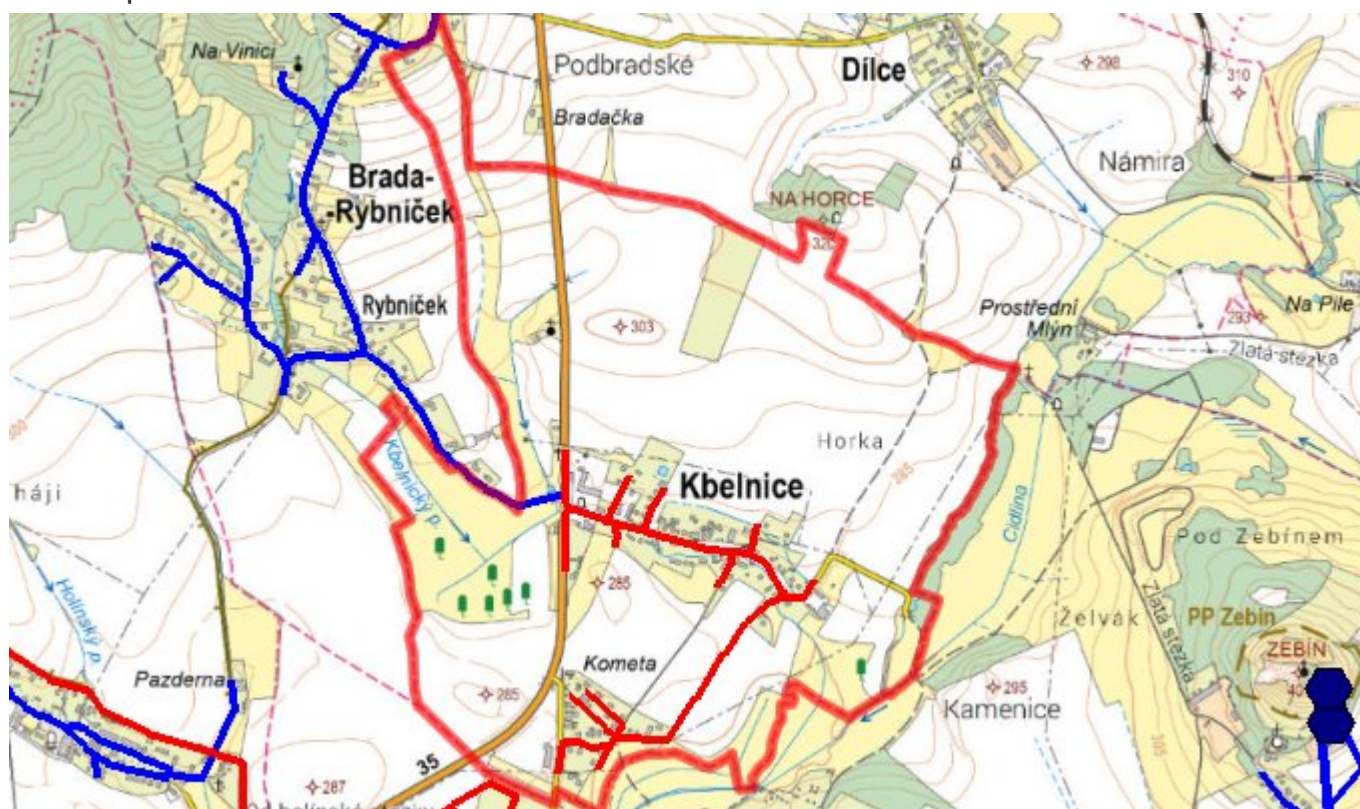 Na Vinici
Podbradské
Dílce
298
310
Bradačka
Námira
Brada-
-Rybníček
NA HORCE
320
Prostřední
Mlýn
Na Pile
293
Rybníček
303
Zlatá stezka
Horka
285
Kbelnický p.
Kbelnice
háji
Cidlina
Pod Zebínem
285
Holínský p.
Želvák
Zlatá stezka
PP Zebín
ZEBÍN
Kometa
Pazderna
285
295
Kamenice
305
35
287